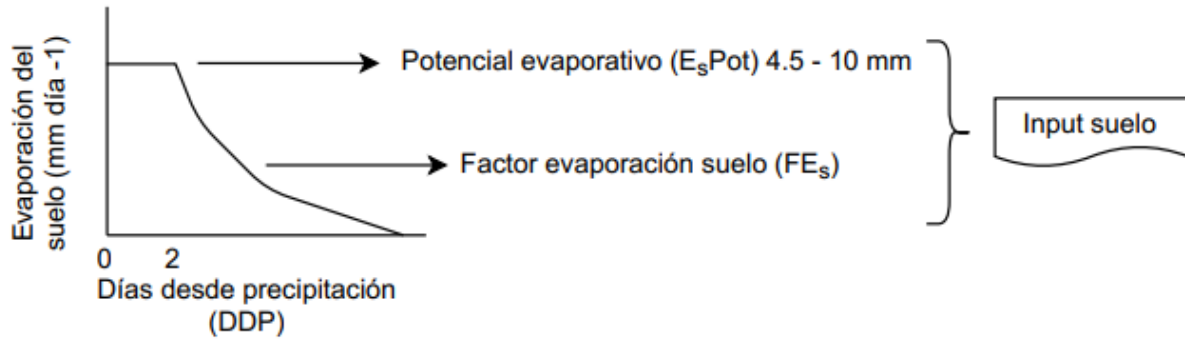 Evaporación del
suelo (mm día -1)
Potencial evaporativo (EsPot) 4.5 - 10 mm
Input suelo
Factor evaporación suelo (FEs)
0
2
Días desde precipitación
(DDP)